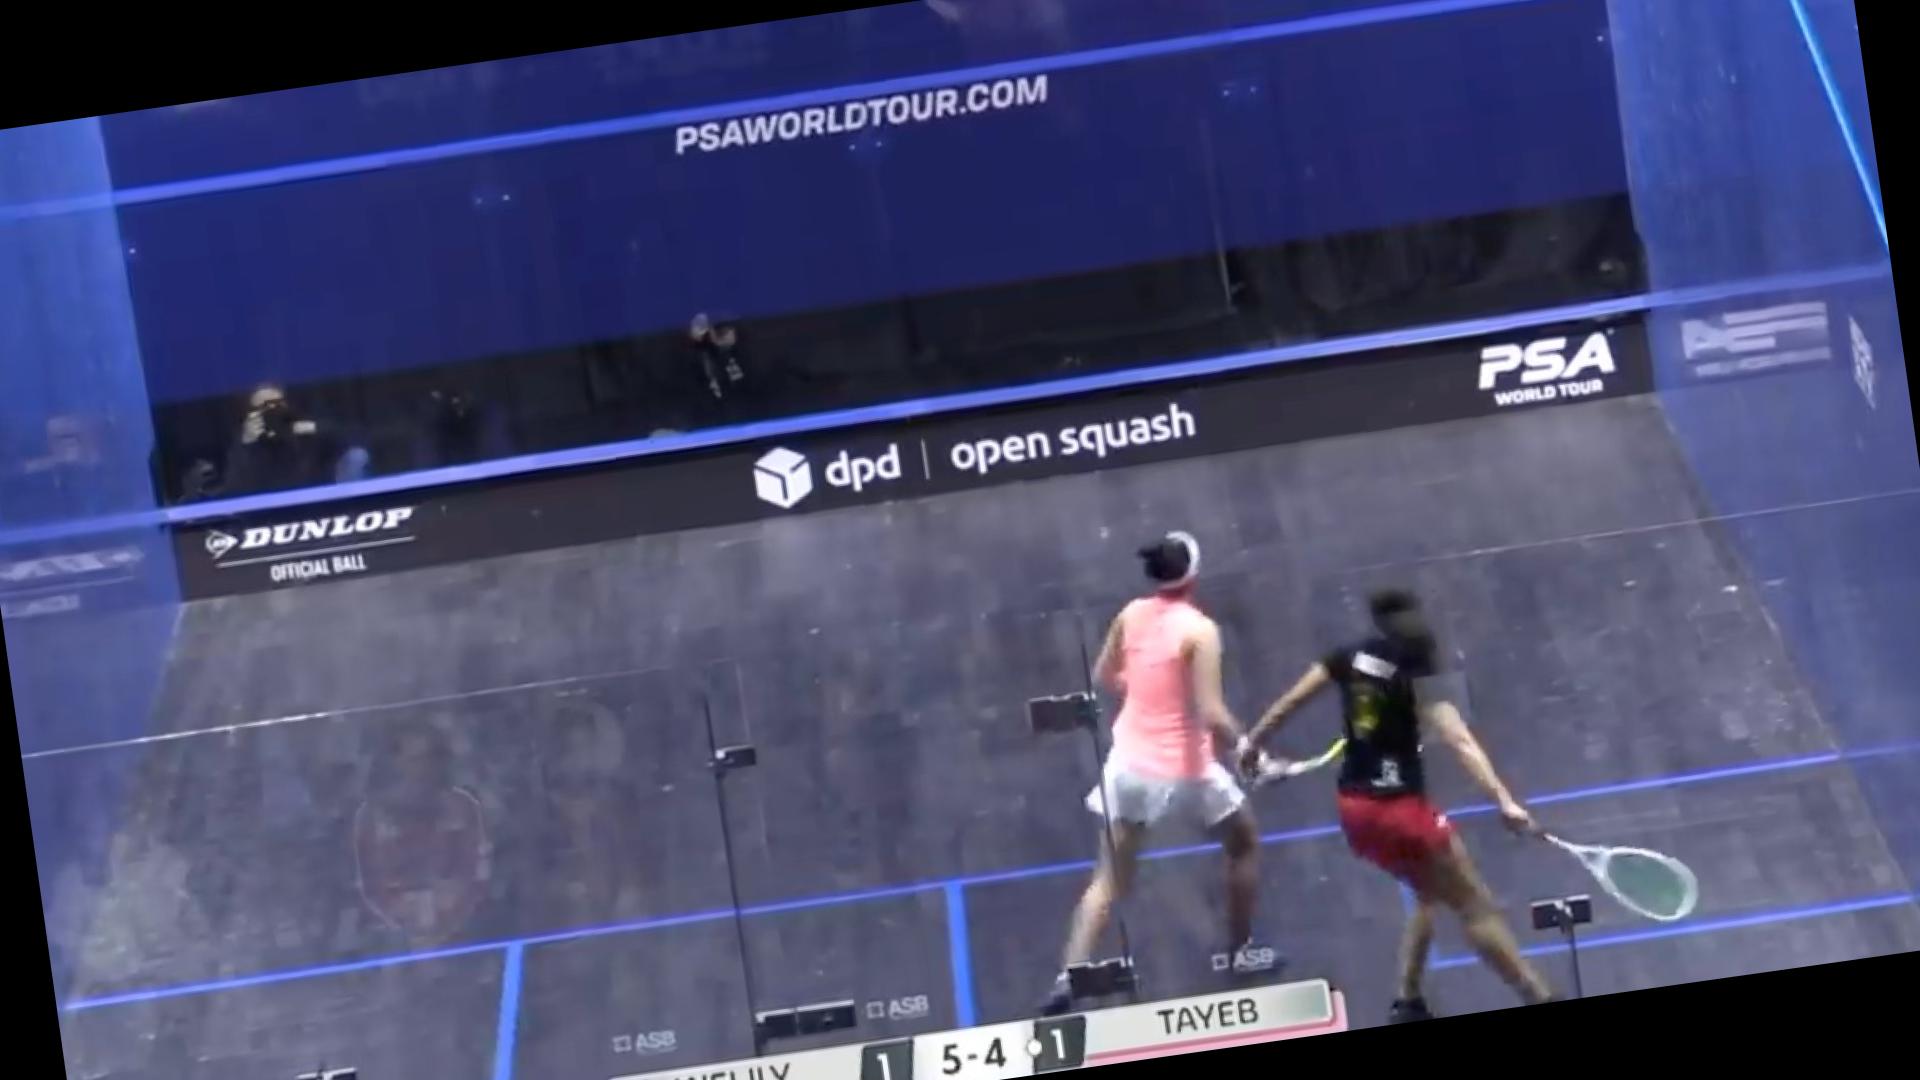 PSAWORLDTOUR.COM
PSA
WORLD TOUR
dpd | open squash
DUNLOP
OFFICIAL BALL
ASB
ASB
ASB
1 5-4 1 TAYEB